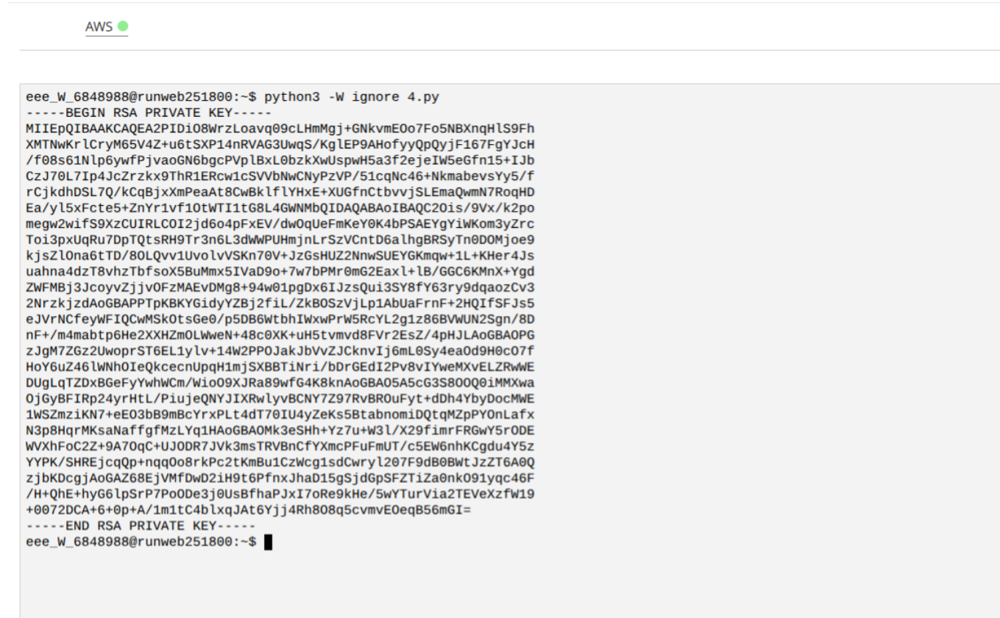 AWS
eee_W_6848988@runweb251800:~$ python3 -W ignore 4.py
-----BEGIN RSA PRIVATE KEY-----
MIIEpQIBAAKCAQEA2PIDiO8WrzLoavq09cLHmMgj+GNkvmEOo7Fo5NBXnqHlS9Fh
XMTNwKrlCryM65V4Z+u6tSXP14nRVAG3UwqS/KglEP9AHofyyQpQyjF167FgYJcH
/f08s61Nlp6ywfPjvaoGN6bgcPVplBxL0bzkXwUspwH5a3f2ejeIW5eGfn15+IJb
CzJ70L7Ip4JcZrzkx9ThR1ERcw1cSVVbNwCNyPzVP/51cqNc46+NkmabevsYy5/f
rCjkdhDSL7Q/kCqBjxXmPeaAt8CwBklflYHxE+XUGfnCtbvvjSLEmaQwmN7RoqHD
Ea/yl5xFcte5+ZnYr1vf1OtWTI1tG8L4GWNMbQIDAQABAoIBAQC2Ois/9Vx/k2po
megw2wifS9XzCUIRLCOI2jd6o4pFxEV/dwOqUeFmKeY0K4bPSAEYgYiWKom3yZrc
Toi3pxUqRu7DpTQtsRH9Tr3n6L3dWWPUHmjnLrSzVCntD6alhgBRSyTn0DOMjoe9
kjsZlOna6tTD/8OLQvv1UvolvVSKn70V+JzGsHUZ2NnwSUEYGKmqw+1L+KHer4Js
uahna4dzT8vhzTbfsoX5BuMmx5IVaD9o+7w7bPMr0mG2Eaxl+lB/GGC6KMnX+Ygd
ZWFMBj3JcoyvZjjvOFzMAEvDMg8+94w01pgDx6IJzsQui3SY8fY63ry9dqaozCv3
2NrzkjzdAoGBAPPTpKBKYGidyYZBj2fiL/ZkBOSzVjLp1AbUaFrnF+2HQIfSFJs5
eJVrNCfeyWFIQCwMSkOtsGe0/p5DB6WtbhIWxwPrW5RcYL2g1z86BVWUN2Sgn/8D
nF+/m4mabtp6He2XXHZmOLWweN+48c0XK+uH5tvmvd8FVr2EsZ/4pHJLAoGBAOPG
zJgM7ZGz2UwoprST6EL1ylv+14W2PPOJakJbVvZJCknvIj6mL0Sy4eaOd9H0cO7f
HoY6uZ46lWNhOIeQkcecnUpqH1mjSXBBTiNri/bDrGEdI2Pv8vIYweMXvELZRwWE
DUgLqTZDxBGeFyYwhWCm/WioO9XJRa89wfG4K8knAoGBAO5A5cG3S8OOQ0iMMXwa
OjGyBFIRp24yrHtL/PiujeQNYJIXRwlyvBCNY7Z97RvBROuFyt+dDh4YbyDocMWE
1WSZmziKN7+eEO3bB9mBcYrxPLt4dT70IU4yZeKs5BtabnomiDQtqMZpPYOnLafx
N3p8HqrMKsaNaffgfMzLYq1HAoGBAOMk3eSHh+Yz7u+W3l/X29fimrFRGwY5rODE
WVXhFoC2Z+9A7OqC+UJODR7JVk3msTRVBnCfYXmcPFuFmUT/c5EW6nhKCgdu4Y5z
YYPK/SHREjcqQp+nqqOo8rkPc2tKmBu1CzWcg1sdCwryl207F9dB0BWtJzZT6A0Q
zjbKDcgjAoGAZ68EjVMfDwD2iH9t6PfnxJhaD15gSjdGpSFZTiZa0nkO91yqc46F
/H+QhE+hyG6lpSrP7PoODe3j0UsBfhaPJxI7oRe9kHe/5wYTurVia2TEVeXzfW19
+0072DCA+6+0p+A/1m1tC4blxqJAt6Yjj4Rh8O8q5cvmvEOeqB56mGI=
-----END RSA PRIVATE KEY-----
eee_W_6848988@runweb251800:~$